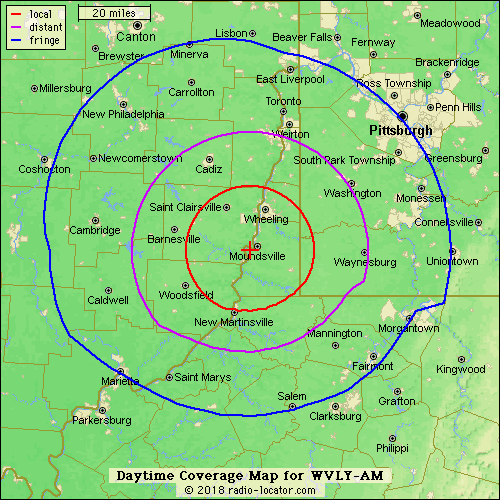 local
distant
fringe
20 miles
Canton
Lisbon
Beaver Falls
Meadowood
Brewster
Minerva
Fernway
East Liverpool
Brackenridge
Millersburg
Carrollton
Ross Township
Toronto
New Philadelphia
Penn Hills
Weirton
Pittsburgh
Newcomerstown
South Park Township
Greensburg
Coshocton
Cadiz
Washington
Monessen
Saint Clairsville
Wheeling
Cambridge
Connellsville
Barnesville
Moundsville
Waynesburg
Uniontown
Caldwell
Woodsfield
New Martinsville
Morgantown
Mannington
Fairmont
Kingwood
Marietta
Saint Marys
Salem
Grafton
Parkersburg
Clarksburg
Philippi
Daytime Coverage Map for WVLY-AM
© 2018 radio-locator.com